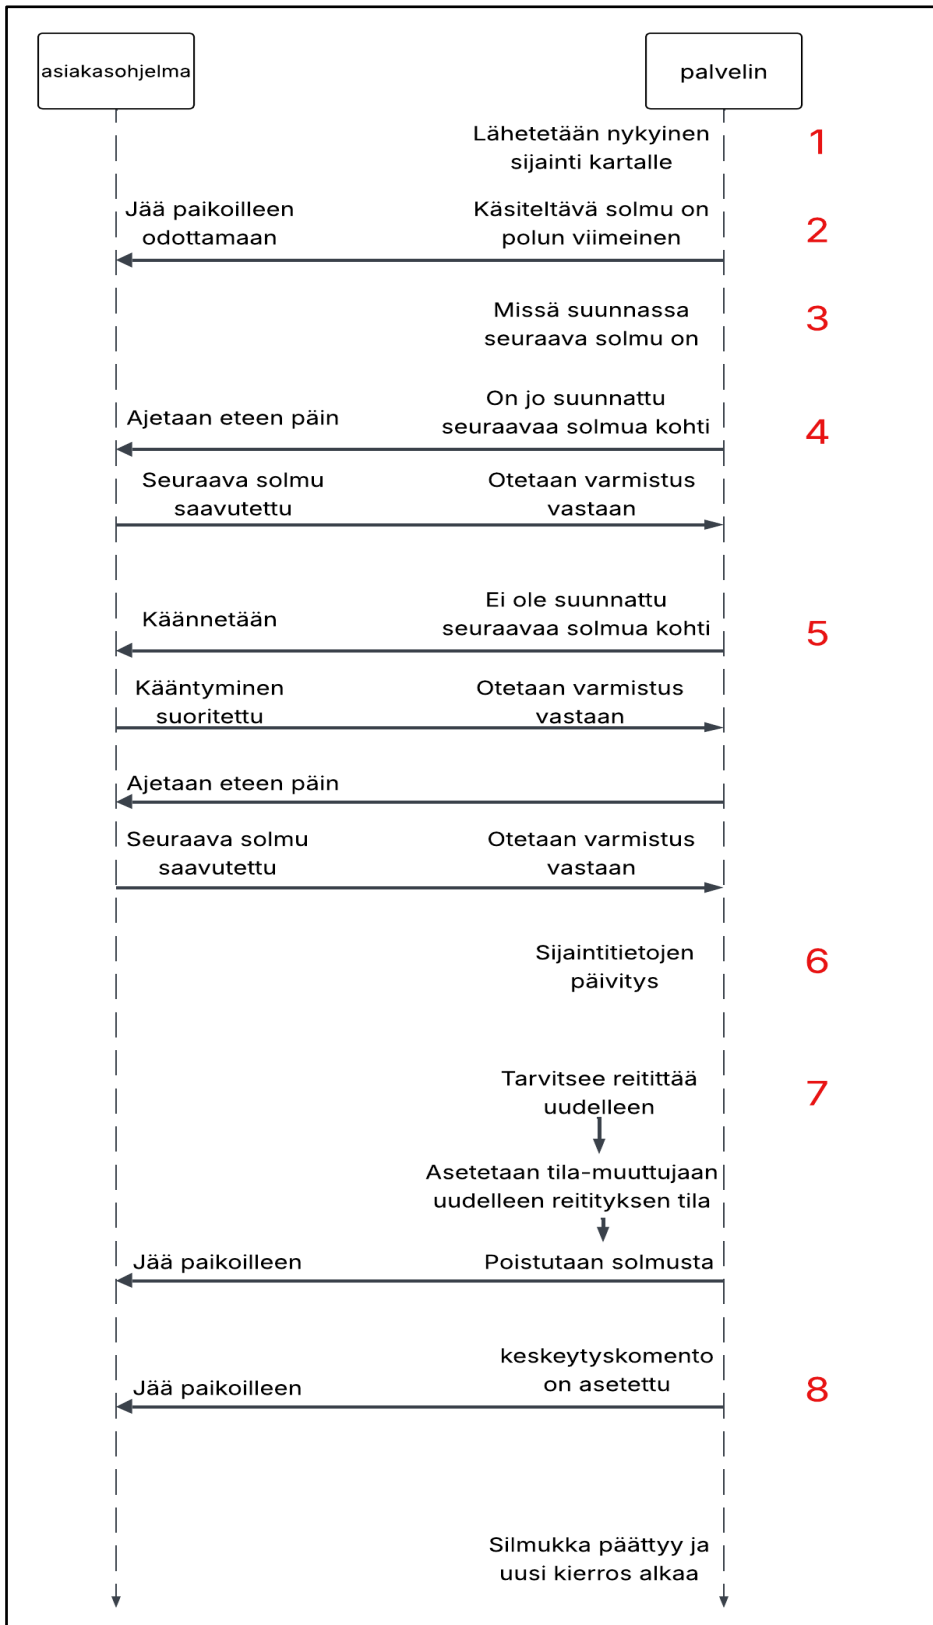 asiakasohjelma
palvelin
Lähetetään nykyinen
sijainti kartalle
1
Jää paikoilleen
odottamaan
Käsiteltävä solmu on
polun viimeinen
2
Missä suunnassa
seuraava solmu on
3
Ajetaan eteen päin
On jo suunnattu
seuraavaa solmua kohti
4
Seuraava solmu
saavutettu
Otetaan varmistus
vastaan
Käännetään
Ei ole suunnattu
seuraavaa solmua kohti
5
Kääntyminen
suoritettu
Otetaan varmistus
vastaan
Ajetaan eteen päin
Seuraava solmu
saavutettu
Otetaan varmistus
vastaan
Sijaintitietojen
päivitys
6
Tarvitsee reitittää
uudelleen
7
Asetetaan tila-muuttujaan
uudelleen reitityksen tila
Jää paikoilleen
Poistutaan solmusta
Jää paikoilleen
keskeytyskomento
on asetettu
8
Silmukka päättyy ja
uusi kierros alkaa